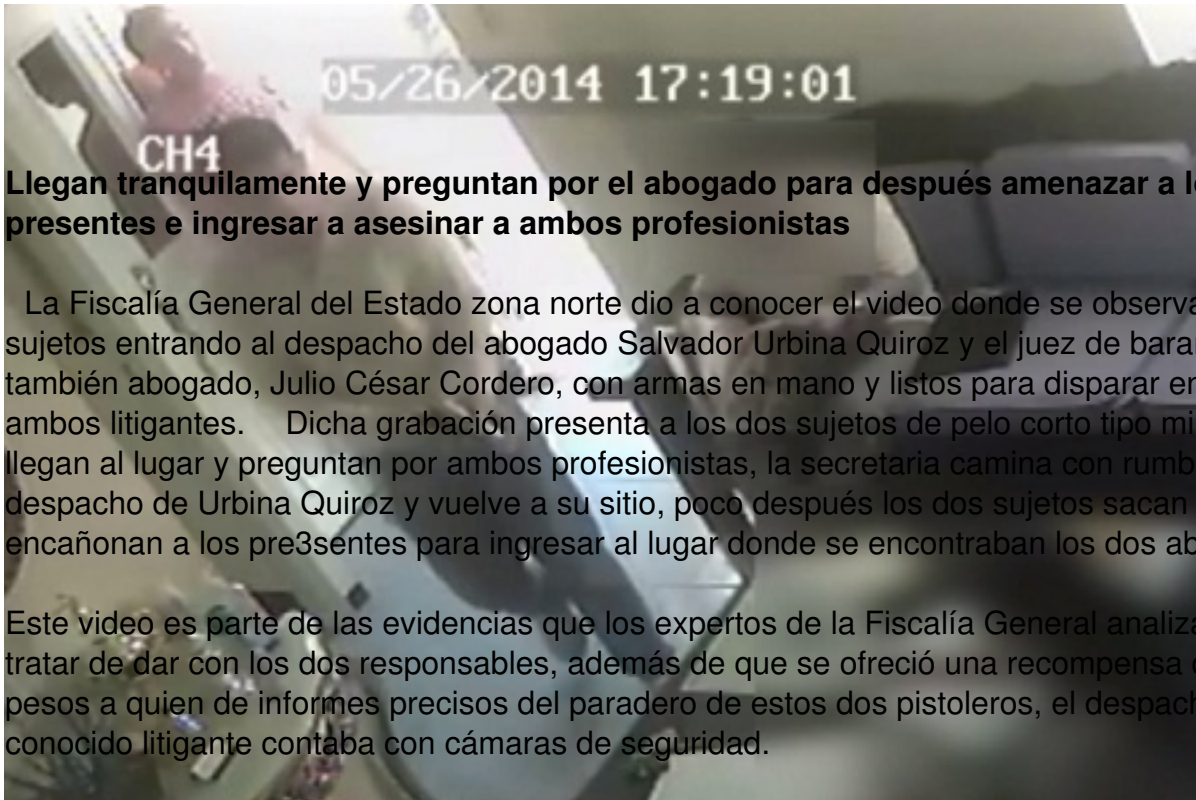 05/26/2014 17:19:01
CH4
Llegan tranquilamente y preguntan por el abogado para después amenazar a
presentes e ingresar a asesinar a ambos profesionistas
La Fiscalía General del Estado zona norte dio a conocer el video donde se observa
sujetos entrando al despacho del abogado Salvador Urbina Quiroz y el juez de
también abogado, Julio César Cordero, con armas en mano y listos para disparar
ambos litigantes. Dicha grabación presenta a los dos sujetos de pelo corto tipo
llegan al lugar y preguntan por ambos profesionistas, la secretaria camina con
despacho de Urbina Quiroz y vuelve a su sitio, poco después los dos sujetos sacan
encañonan a los pre3sentes para ingresar al lugar donde se encontraban los dos
Este video es parte de las evidencias que los expertos de la Fiscalía General
tratar de dar con los dos responsables, además de que se ofreció una recompensa
pesos a quien de informes precisos del paradero de estos dos pistoleros, el
conocido litigante contaba con cámaras de seguridad.